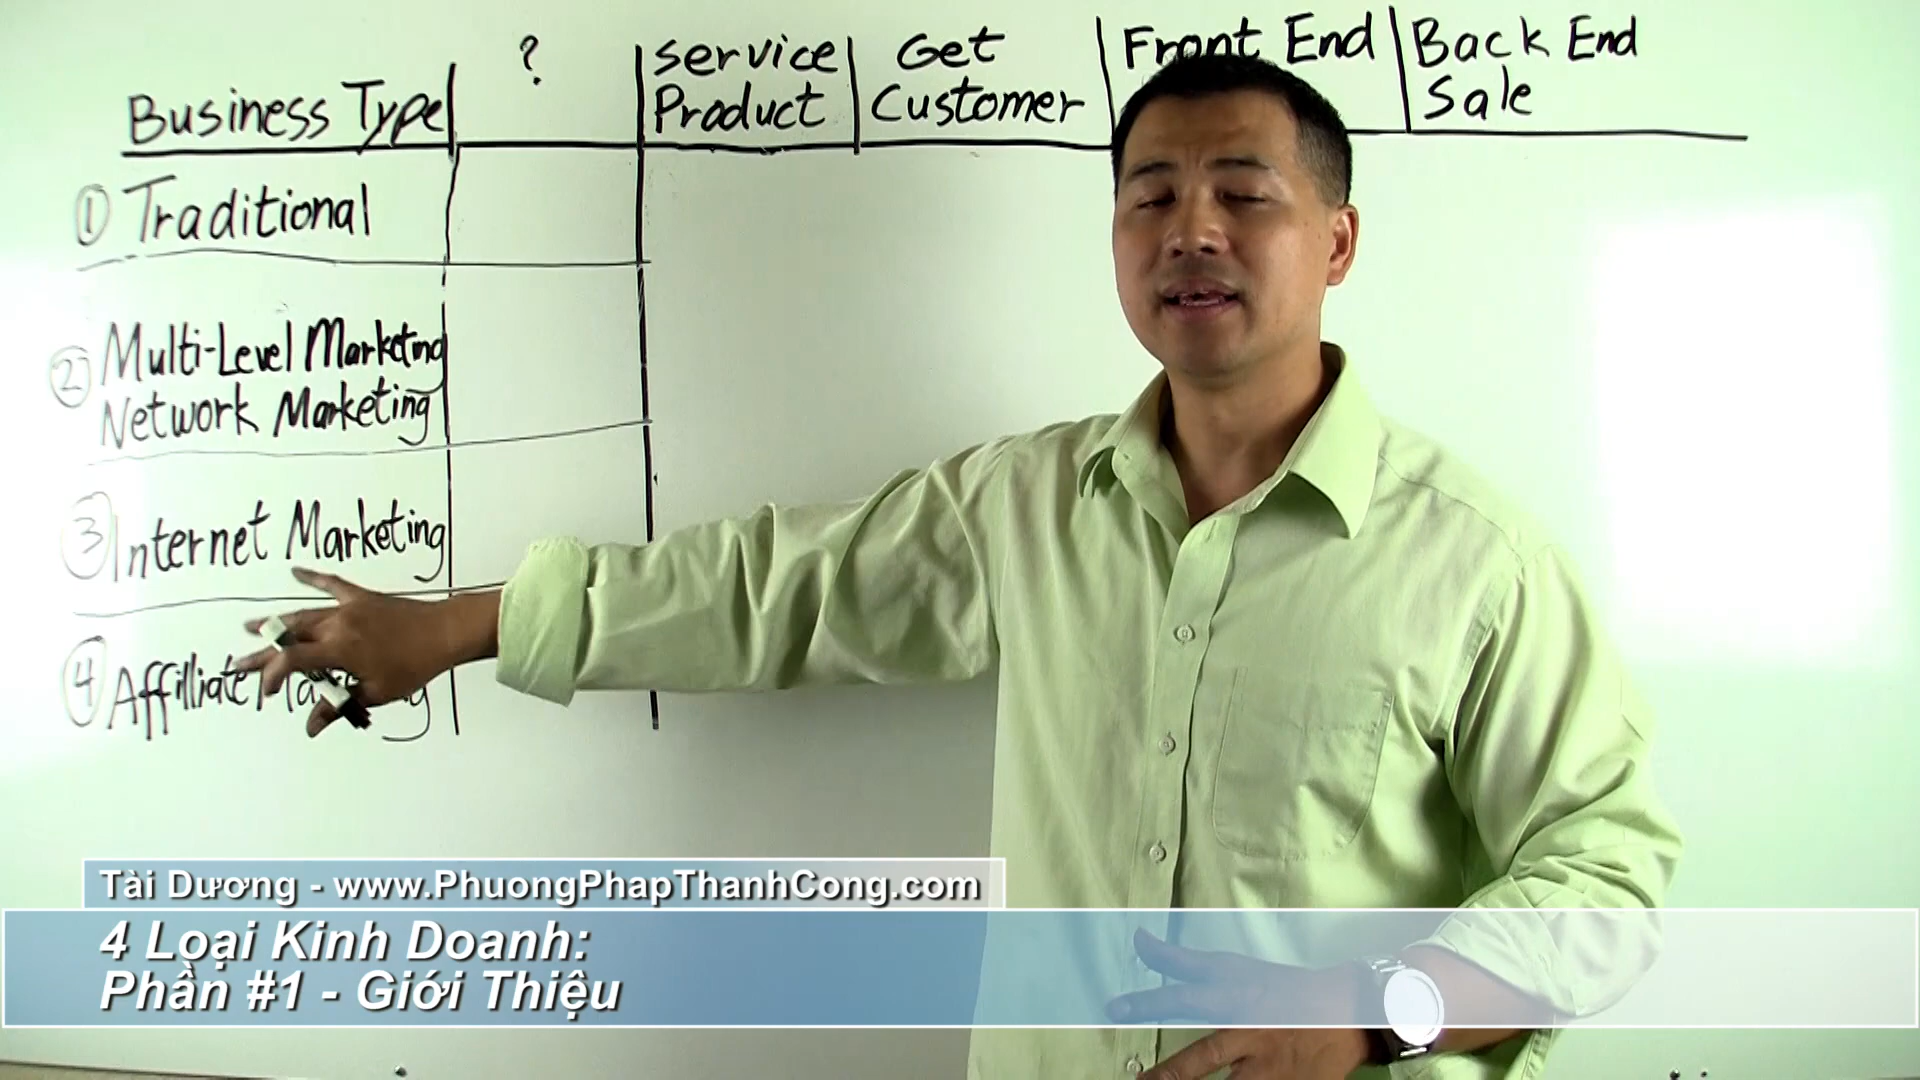 ?
Service
Get
Front End
Back End
Business Type
Product
Customer
Sale
① Traditional
② Multi-Level Marketing
Network Marketing
③ Internet Marketing
④ Affilliate
Tài Dương - www.PhuongPhapThanhCong.com
4 Loại Kinh Doanh:
Phần #1 - Giới Thiệu